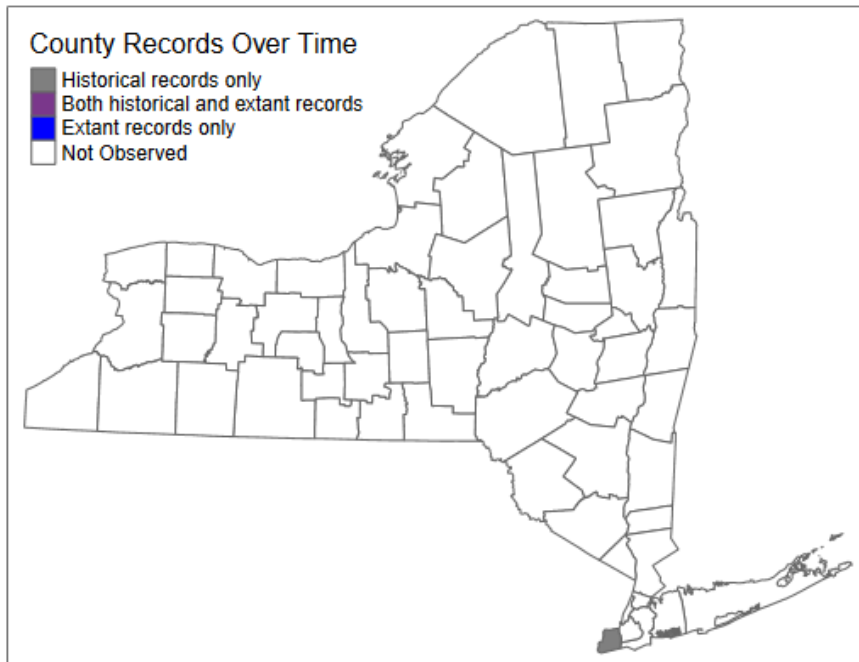 County Records Over Time
Historical records only
Both historical and extant records
Extant records only
Not Observed